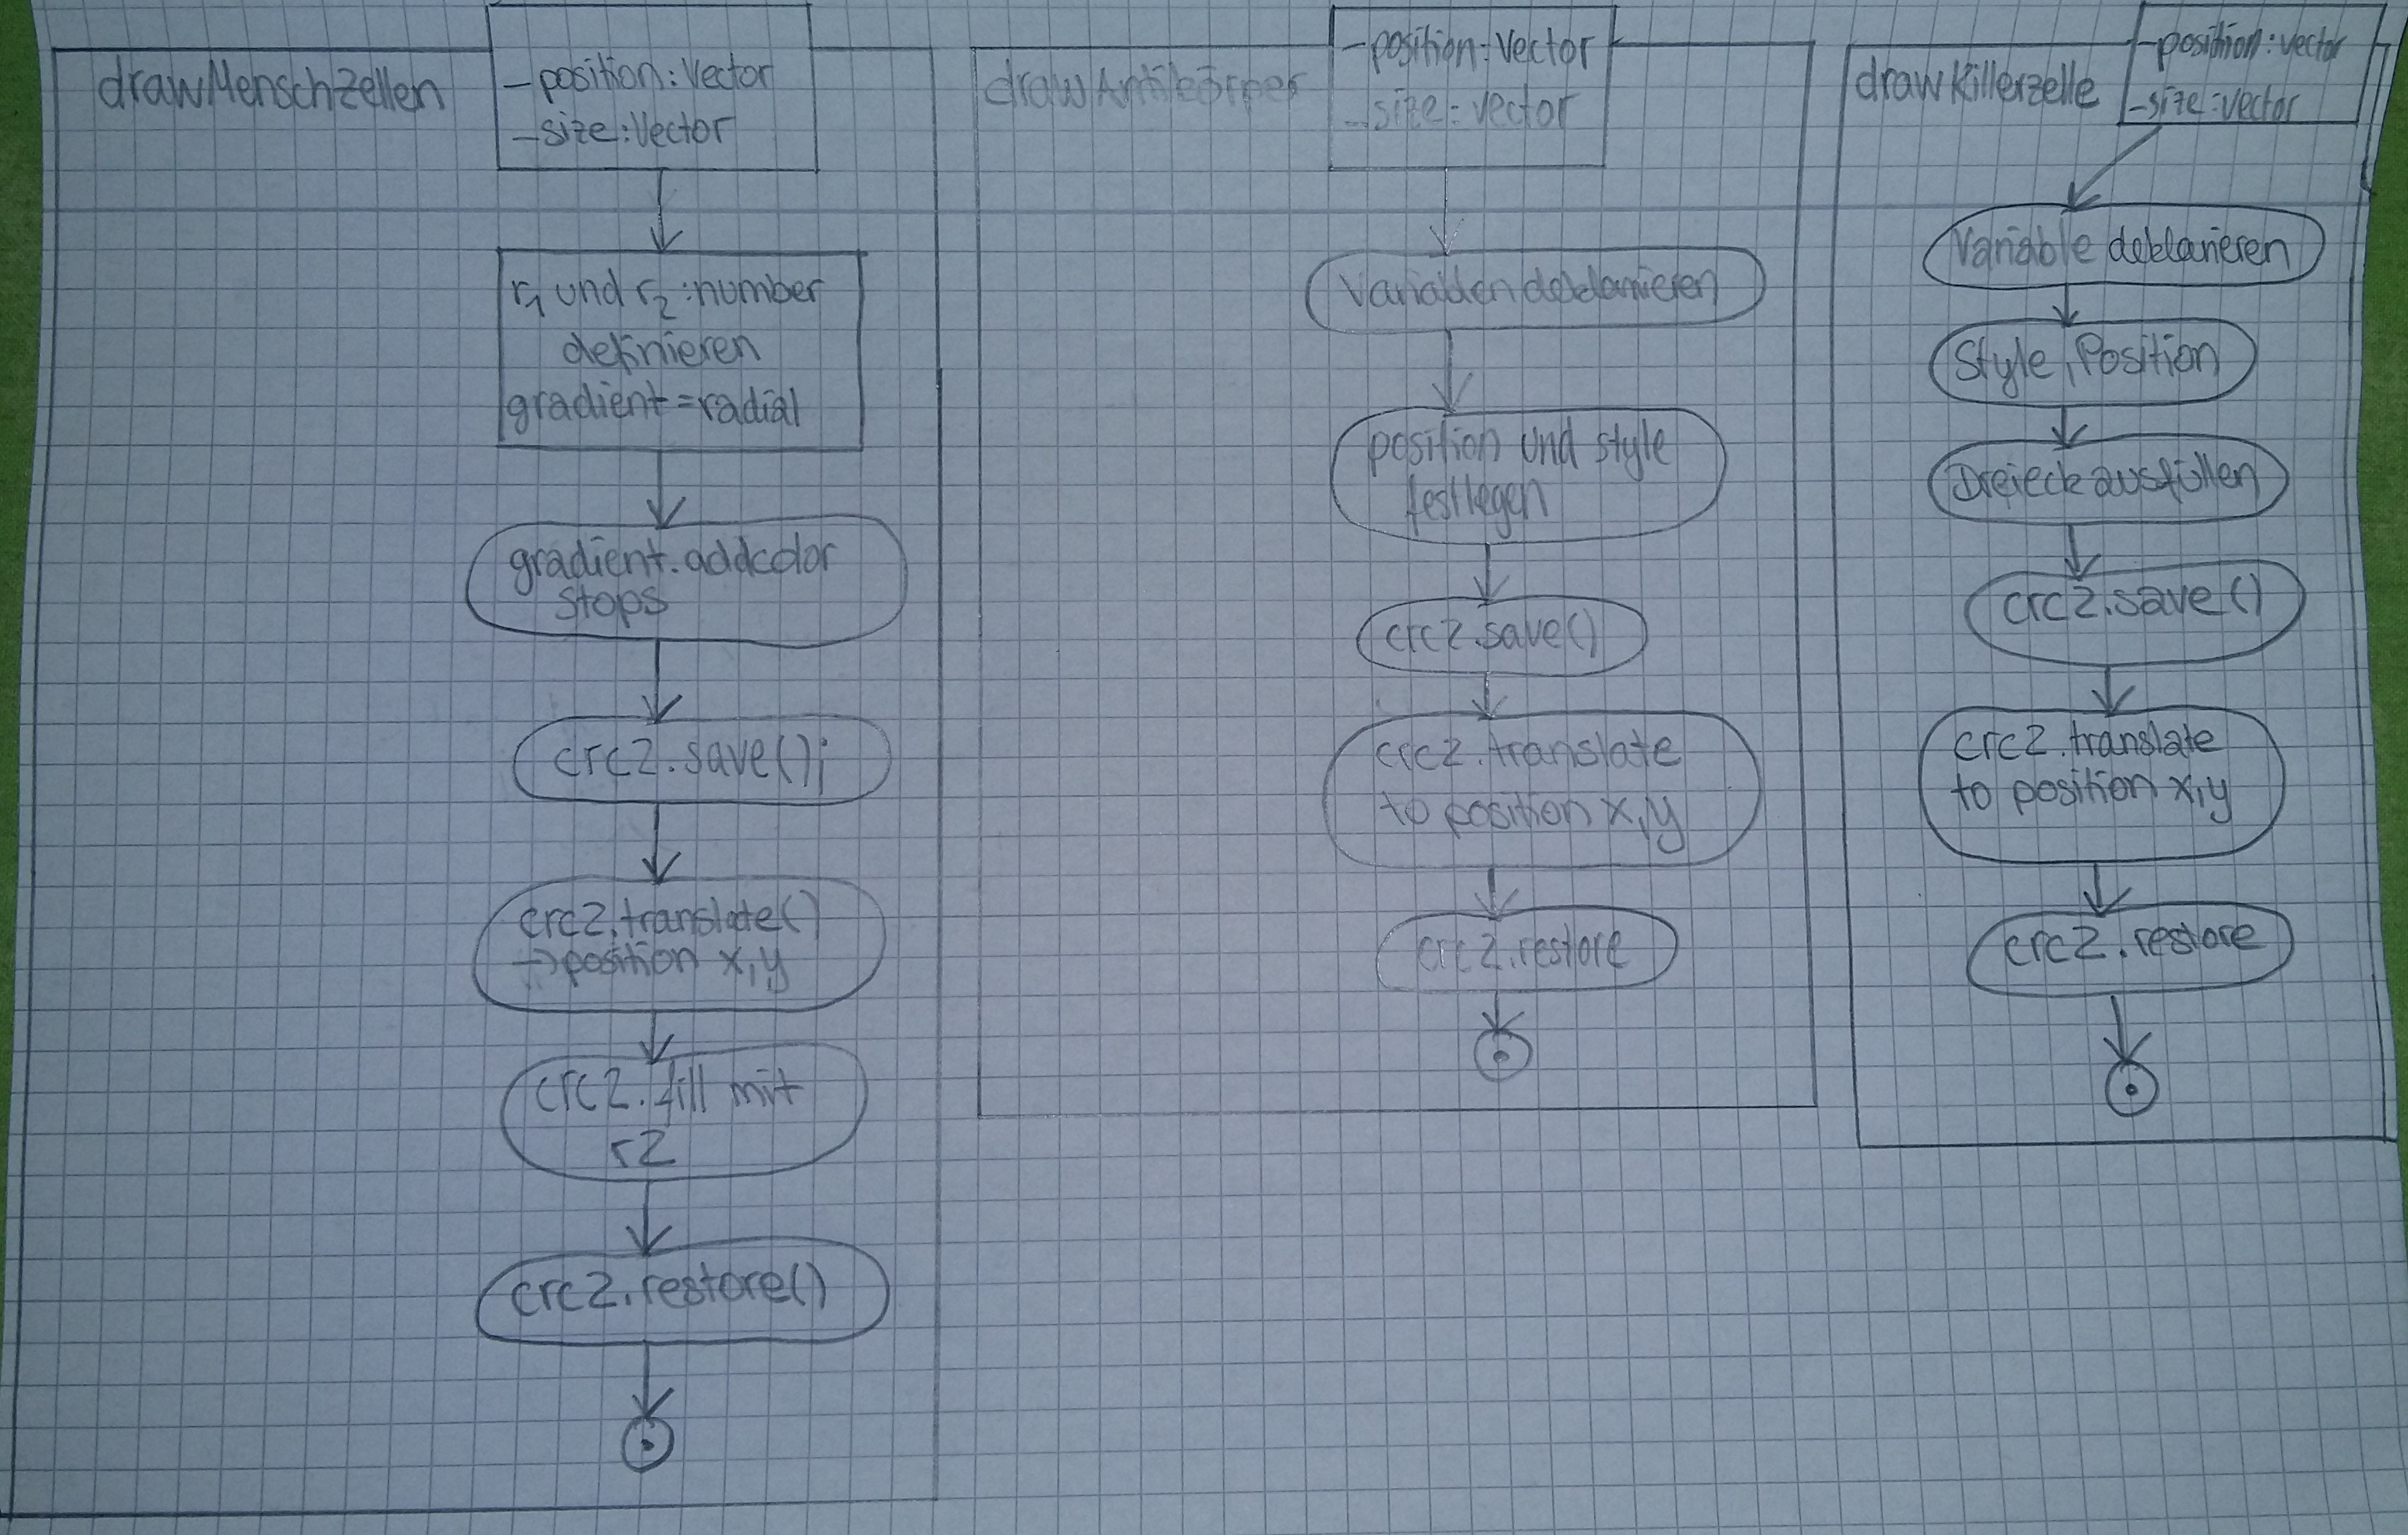 drawMenschZellen
- position: Vector
- size: Vector
r1 und r2 :number
definieren
gradient = radial
gradient.addcolor
stops
crc2.save();
crc2.translate()
→ position x,y
crc2.fill mit
r2
crc2.restore()
drawAntikörper
- position: Vector
- size: vector
Variablen deklarieren
position und style
festlegen
crc2.save()
crc2.translate
to position x,y
crc2.restore
drawKillerzelle
- position: vector
- size: vector
Variable deklarieren
Style, Position
Dreieck ausfüllen
crc2.save()
crc2.translate
to position x,y
crc2.restore